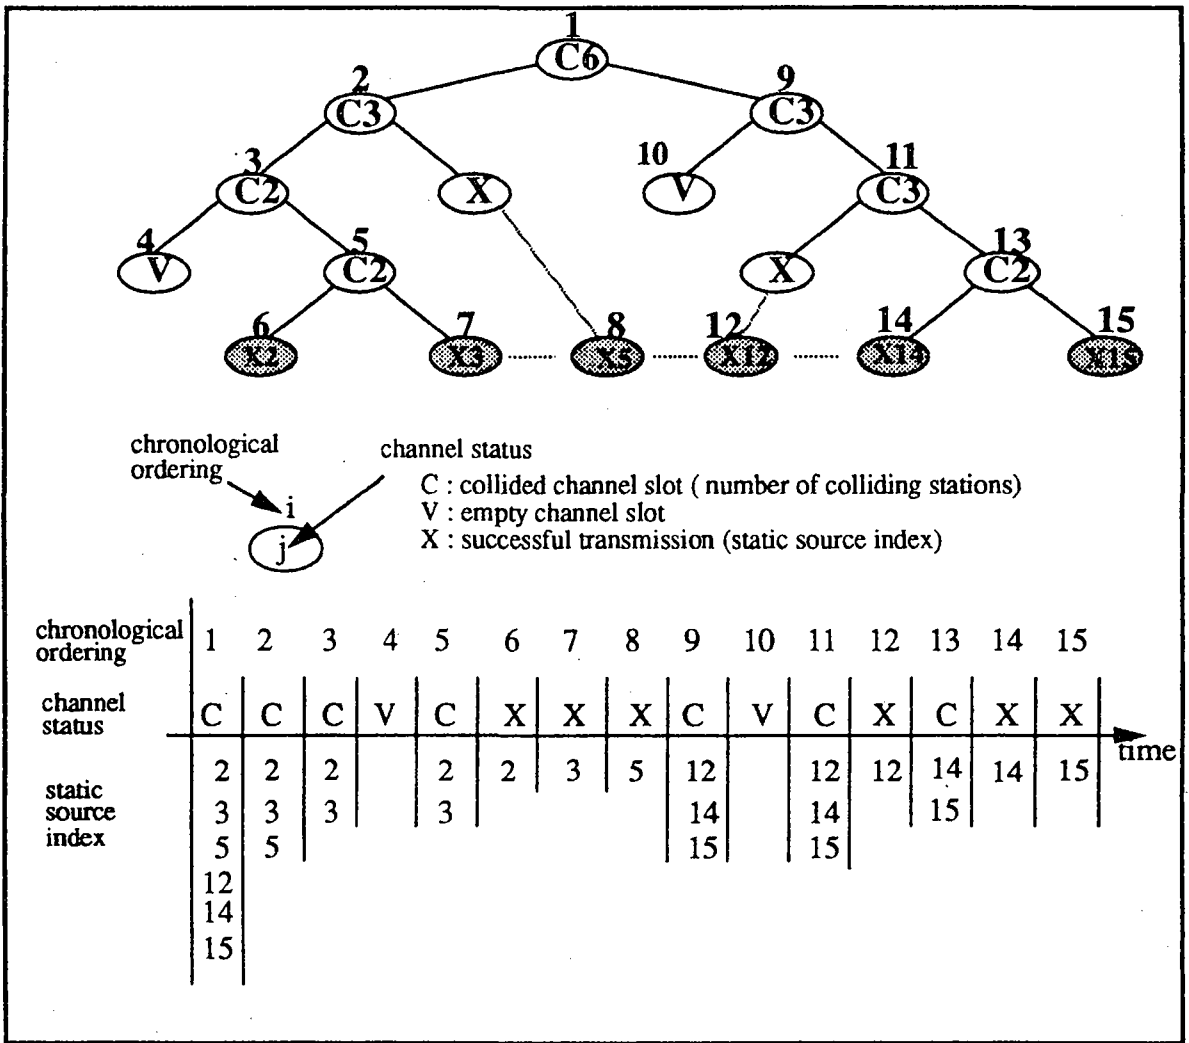 1
C6
2
9
C3
C3
3
10
11
C2
X
V
C3
4
5
13
V
C2
X
C2
6
7
8
12
14
15
X2
X3
X5
X12
X14
X15
chronological
ordering
channel status
C : collided channel slot ( number of colliding stations)
V : empty channel slot
X : successful transmission (static source index)
i
j
chronological
ordering
1 2 3 4 5 6 7 8 9 10 11 12 13 14 15
channel
status
C C C V C X X X C V C X C X X
time
static
source
index
2 2 2 2 2 3 5 12 12 12 14 14 15
3 3 3 3 14 14 15
5 5 15 15
12
14
15